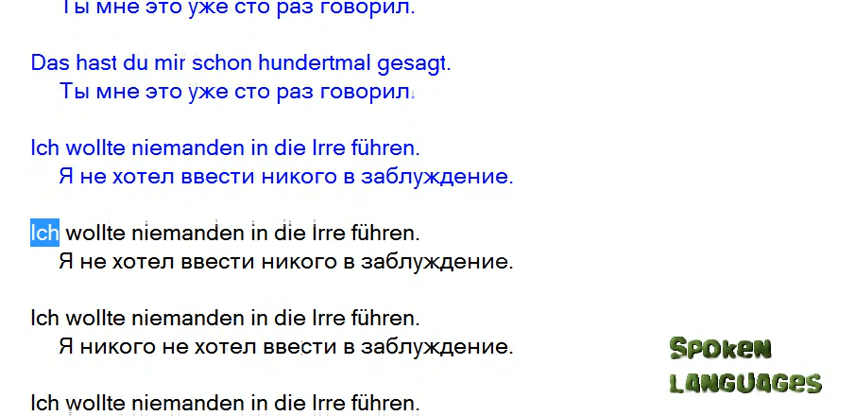 Ты мне это уже сто раз говорил.
Das hast du mir schon hundertmal gesagt.
Ты мне это уже сто раз говорил.
Ich wollte niemanden in die Irre führen.
Я не хотел ввести никого в заблуждение.
Ich wollte niemanden in die Irre führen.
Я не хотел ввести никого в заблуждение.
Ich wollte niemanden in die Irre führen.
Я никого не хотел ввести в заблуждение.
Ich wollte niemanden in die Irre führen.
Spoken
Languages